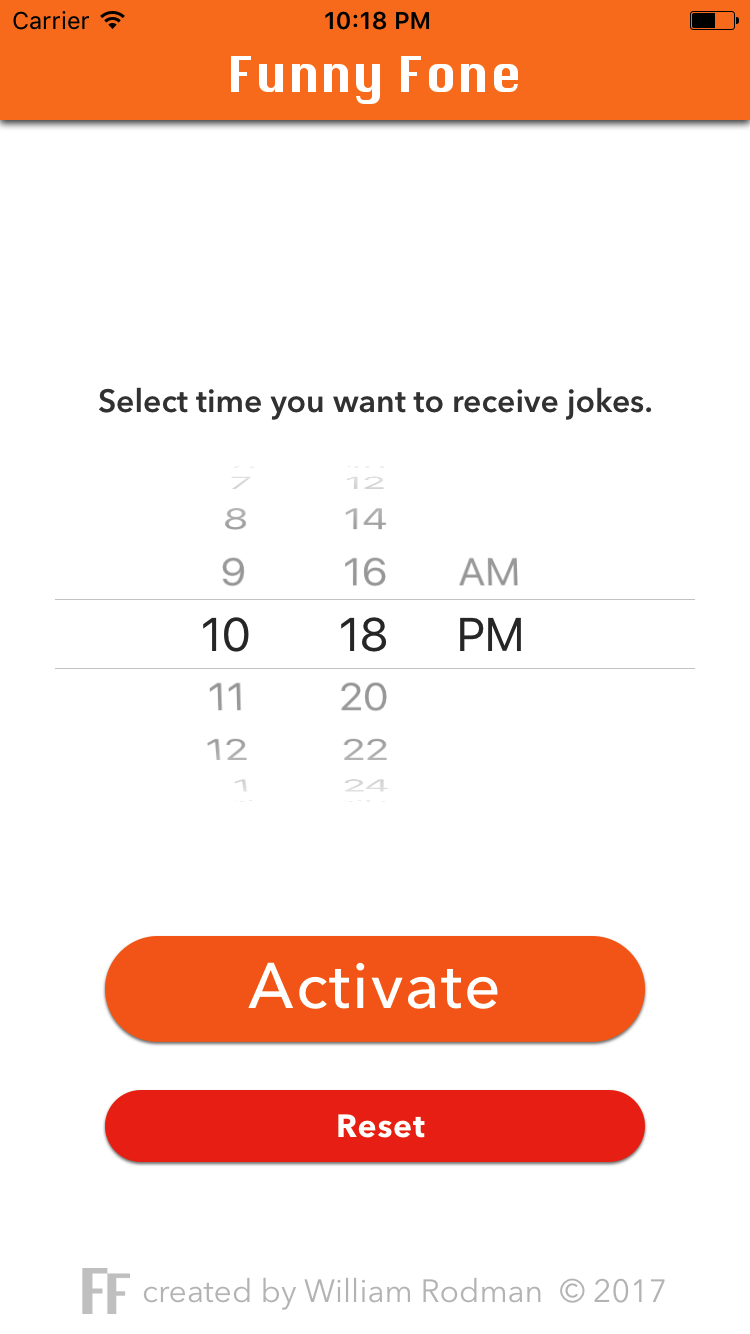 Carrier 10:18 PM
Funny Fone
Select time you want to receive jokes.
7 12
8 14
9 16 AM
10 18 PM
11 20
12 22
1 24
Activate
Reset
FF created by William Rodman © 2017